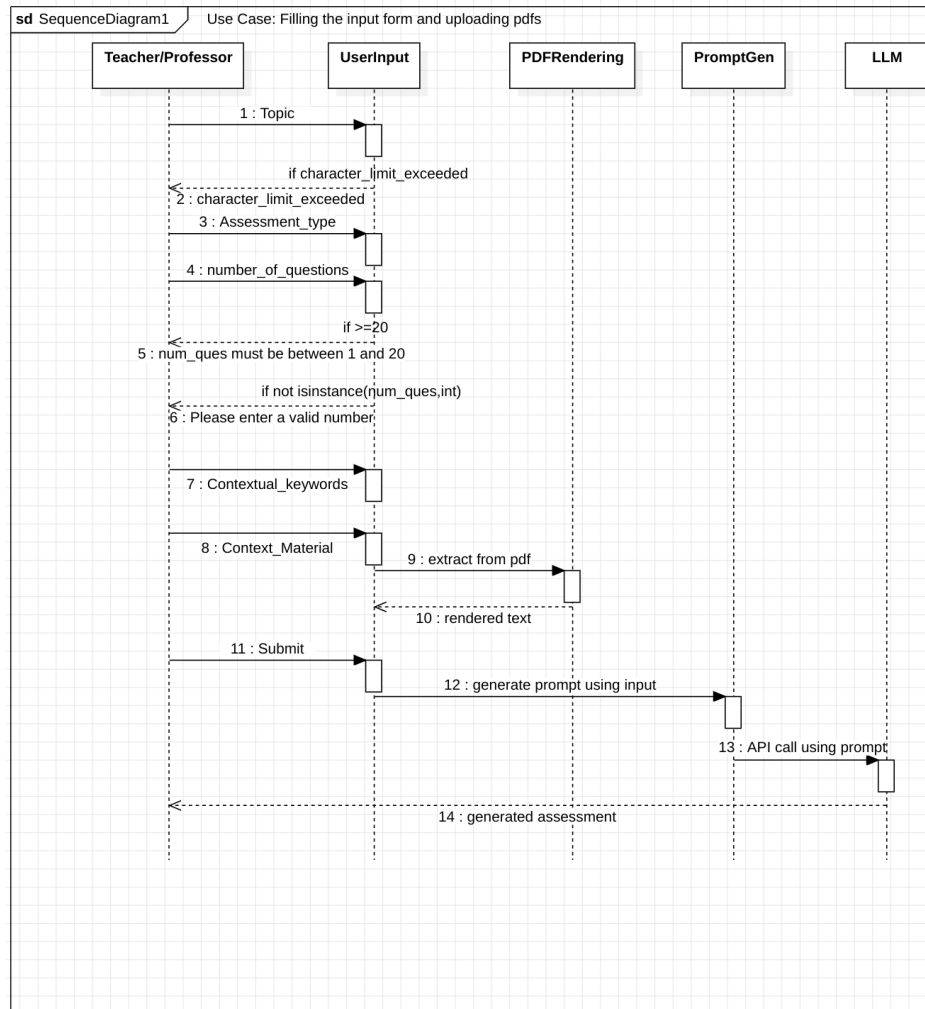 sd SequenceDiagram1
Use Case: Filling the input form and uploading pdfs
Teacher/Professor
UserInput
PDFRendering
PromptGen
LLM
1 : Topic
if character_limit_exceeded
2 : character_limit_exceeded
3 : Assessment_type
4 : number_of_questions
if >=20
5 : num_ques must be between 1 and 20
if not isinstance(num_ques,int)
6 : Please enter a valid number
7 : Contextual_keywords
8 : Context_Material
9 : extract from pdf
10 : rendered text
11 : Submit
12 : generate prompt using input
13 : API call using prompt
14 : generated assessment